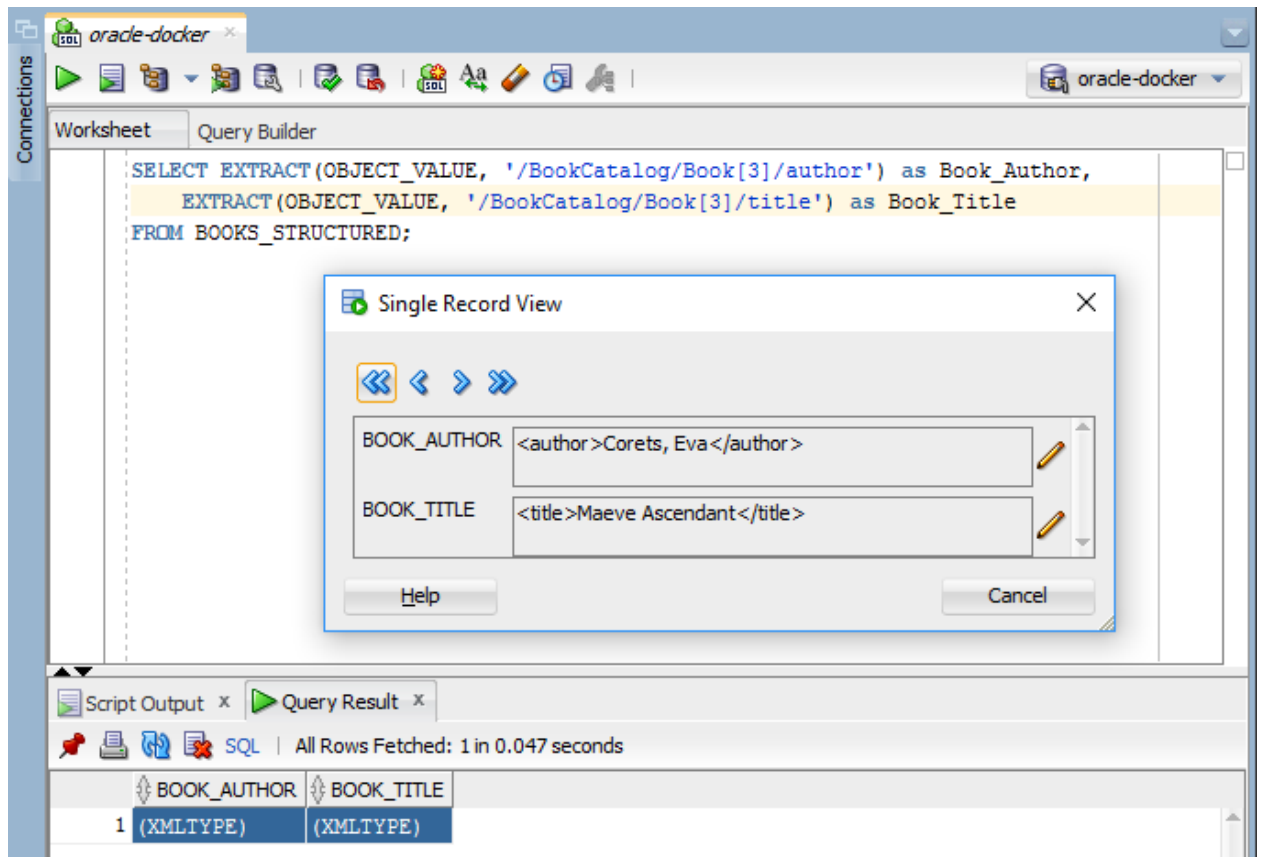 oracle-docker
Connections
oracle-docker
Worksheet Query Builder
SELECT EXTRACT(OBJECT_VALUE, '/BookCatalog/Book[3]/author') as Book_Author,
EXTRACT(OBJECT_VALUE, '/BookCatalog/Book[3]/title') as Book_Title
FROM BOOKS_STRUCTURED;
Single Record View
BOOK_AUTHOR <author>Corets, Eva</author>
BOOK_TITLE <title>Maeve Ascendant</title>
Help Cancel
Script Output x Query Result x
SQL | All Rows Fetched: 1 in 0.047 seconds
BOOK_AUTHOR BOOK_TITLE
1 (XMLTYPE) (XMLTYPE)